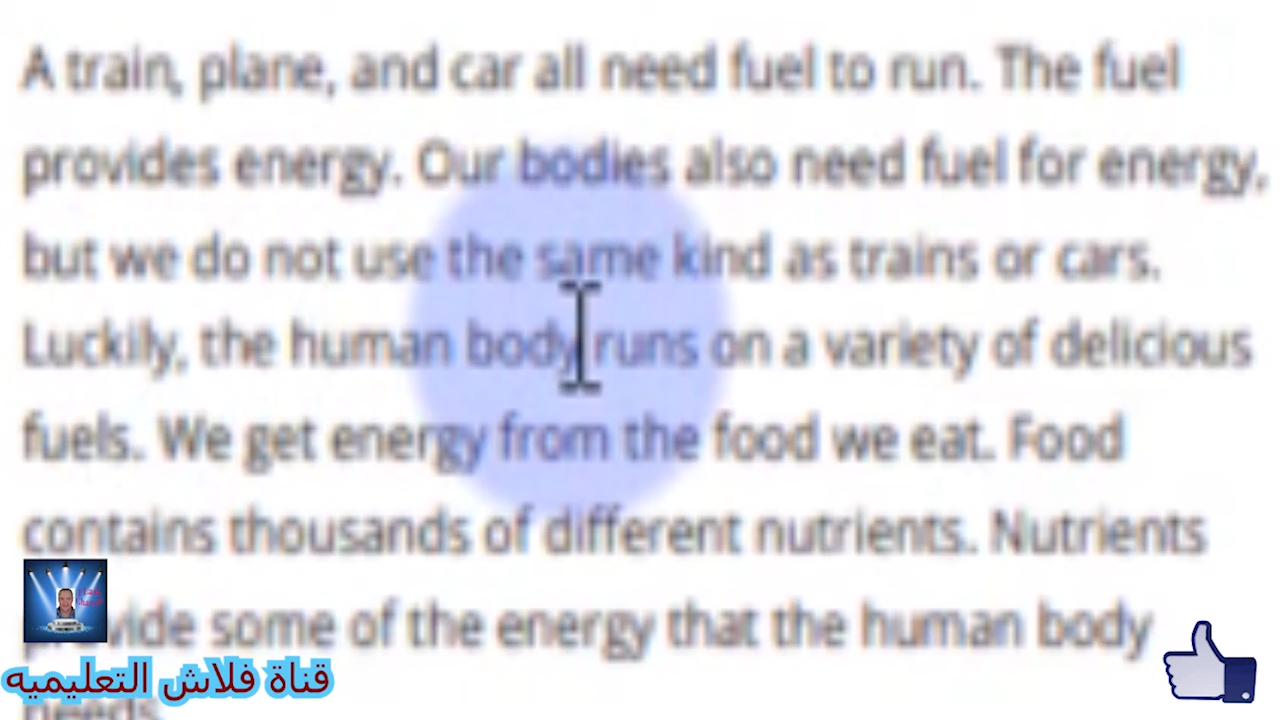 A train, plane, and car all need fuel to run. The fuel
provides energy. Our bodies also need fuel for energy,
but we do not use the same kind as trains or cars.
Luckily, the human body runs on a variety of delicious
fuels. We get energy from the food we eat. Food
contains thousands of different nutrients. Nutrients
provide some of the energy that the human body
needs.
قناة فلاش التعليميه